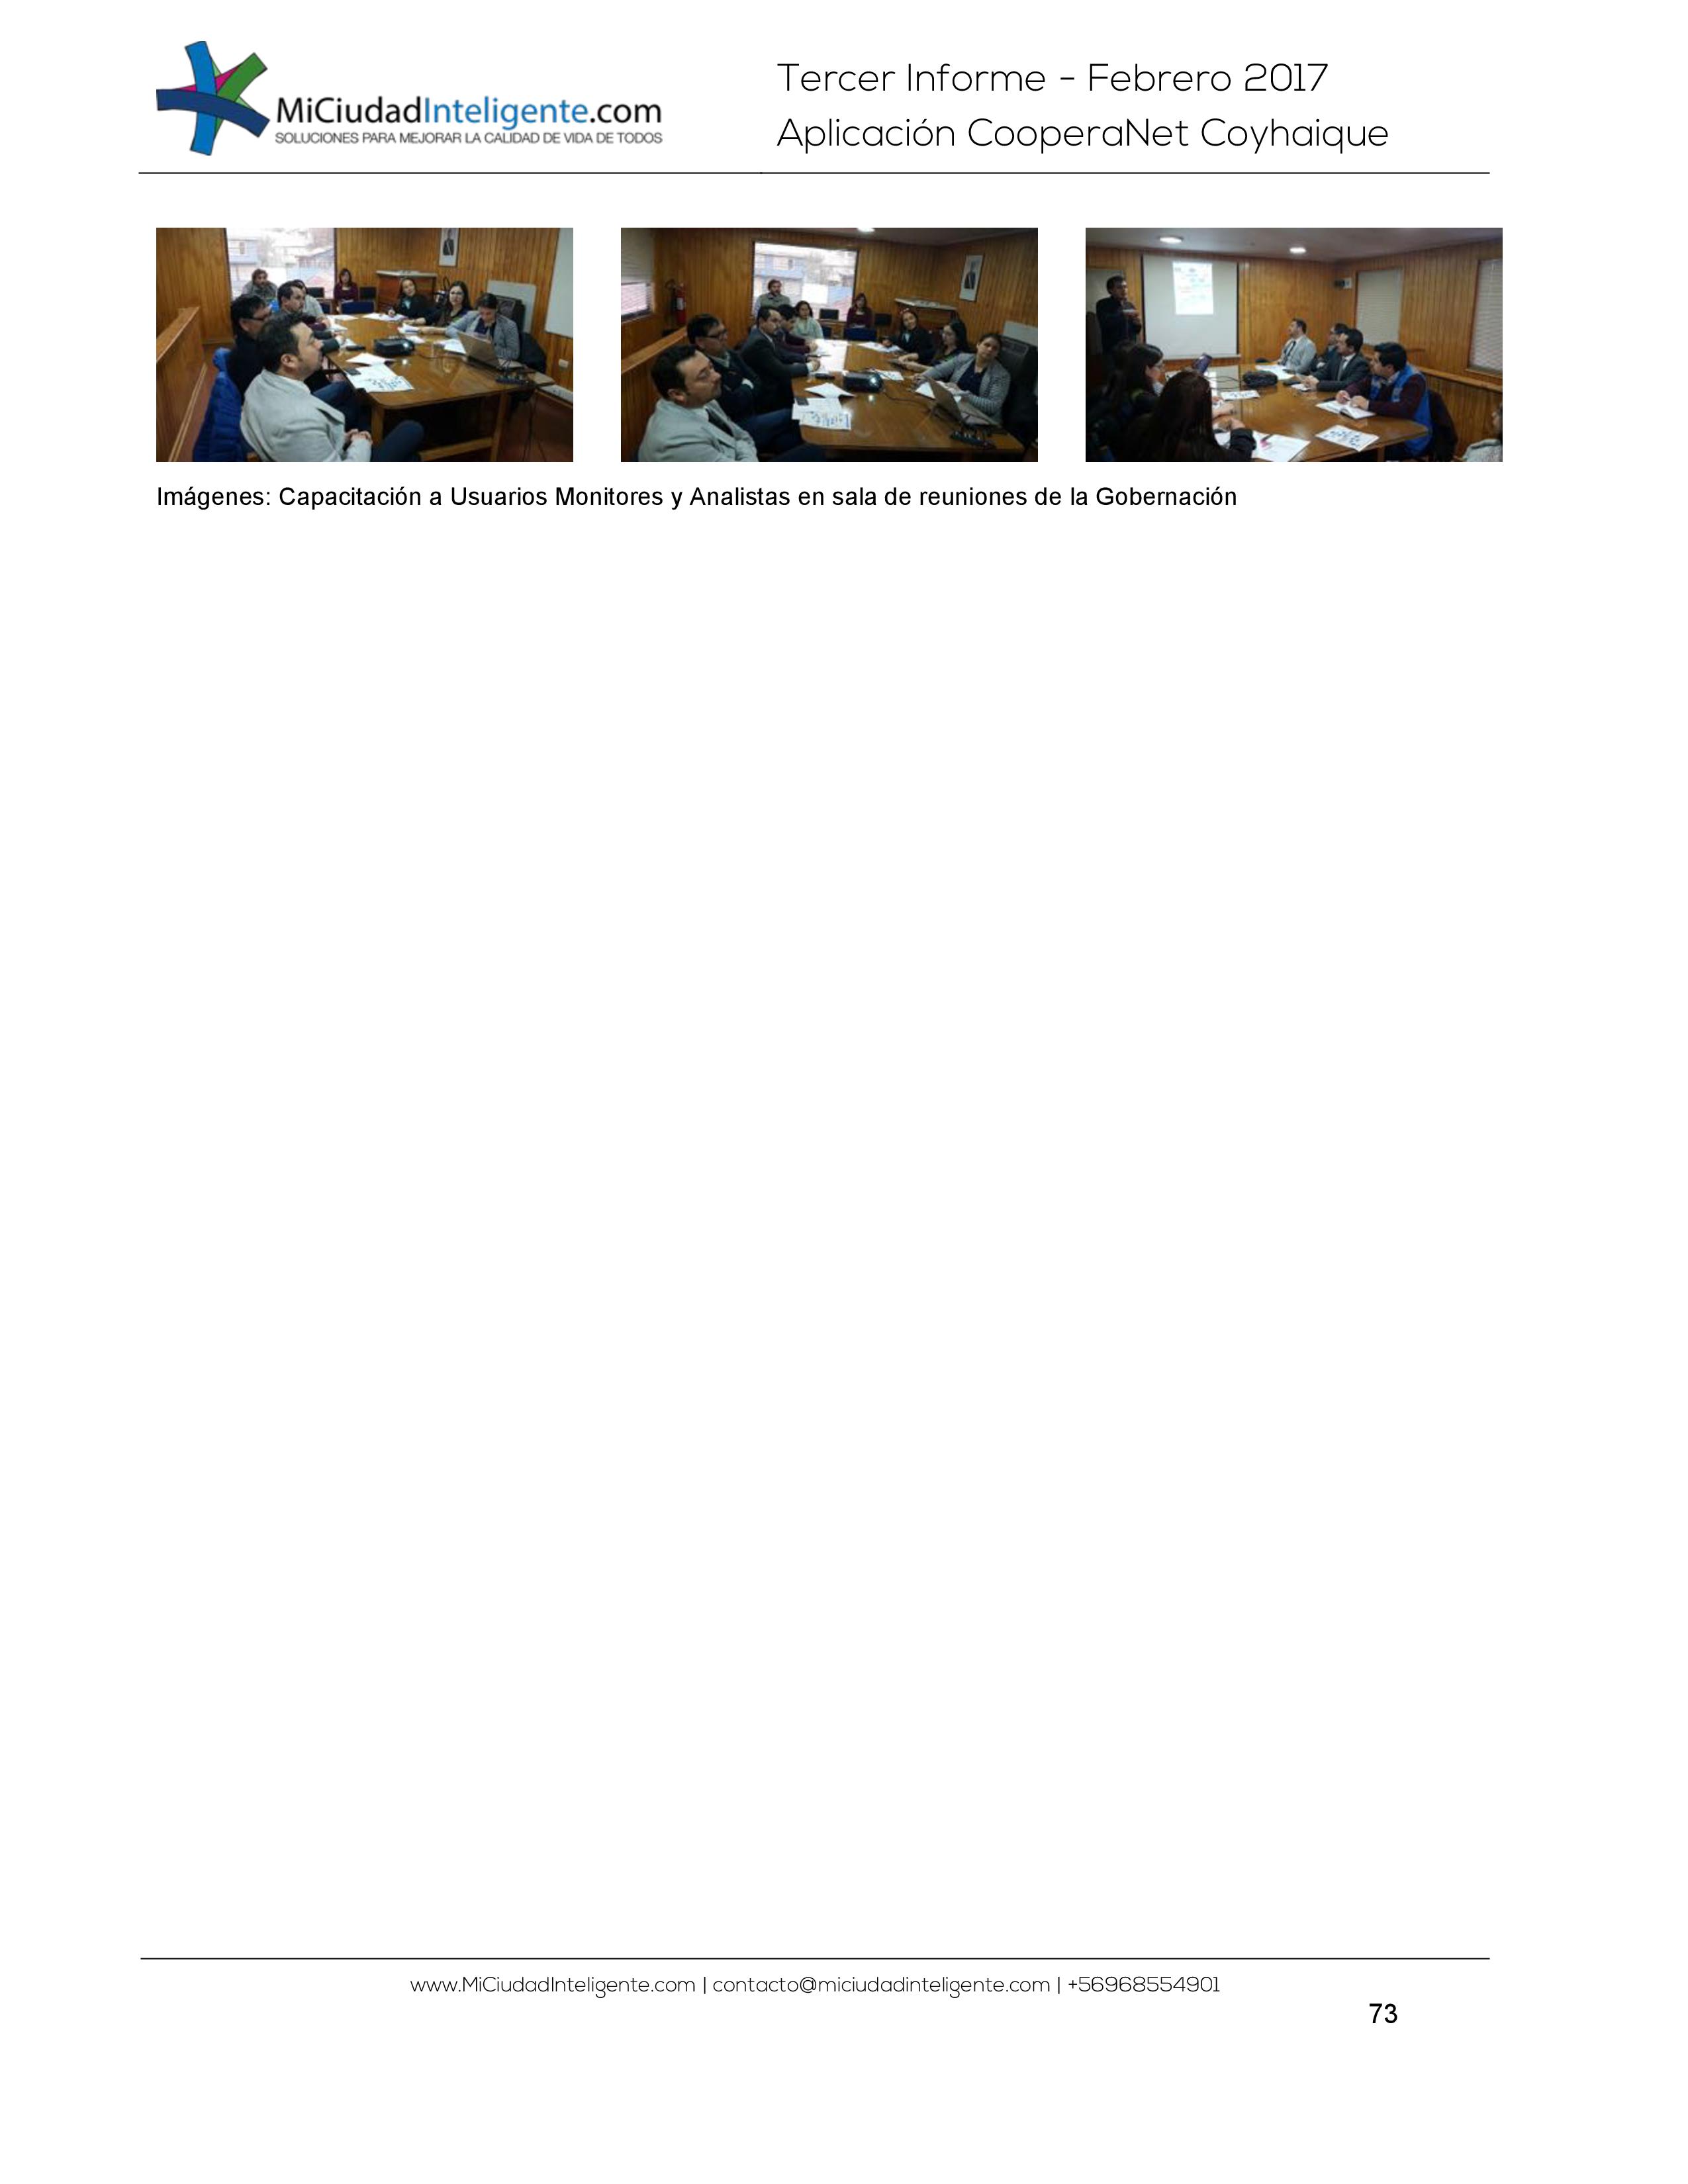 MiCiudadInteligente.com
SOLUCIONES PARA MEJORAR LA CALIDAD DE VIDA DE TODOS
Tercer Informe - Febrero 2017
Aplicación CooperaNet Coyhaique
Imágenes: Capacitación a Usuarios Monitores y Analistas en sala de reuniones de la Gobernación
www.MiCiudadInteligente.com | contacto@miciudadinteligente.com | +56968554901
73